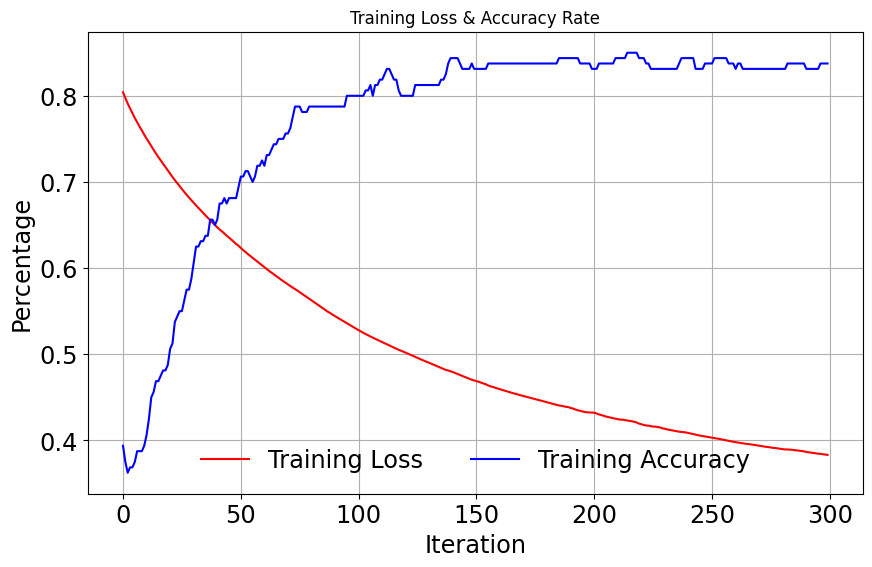 Training Loss & Accuracy Rate
Percentage
0.8
0.7
0.6
0.5
0.4
Training Loss
Training Accuracy
0 50 100 150 200 250 300
Iteration